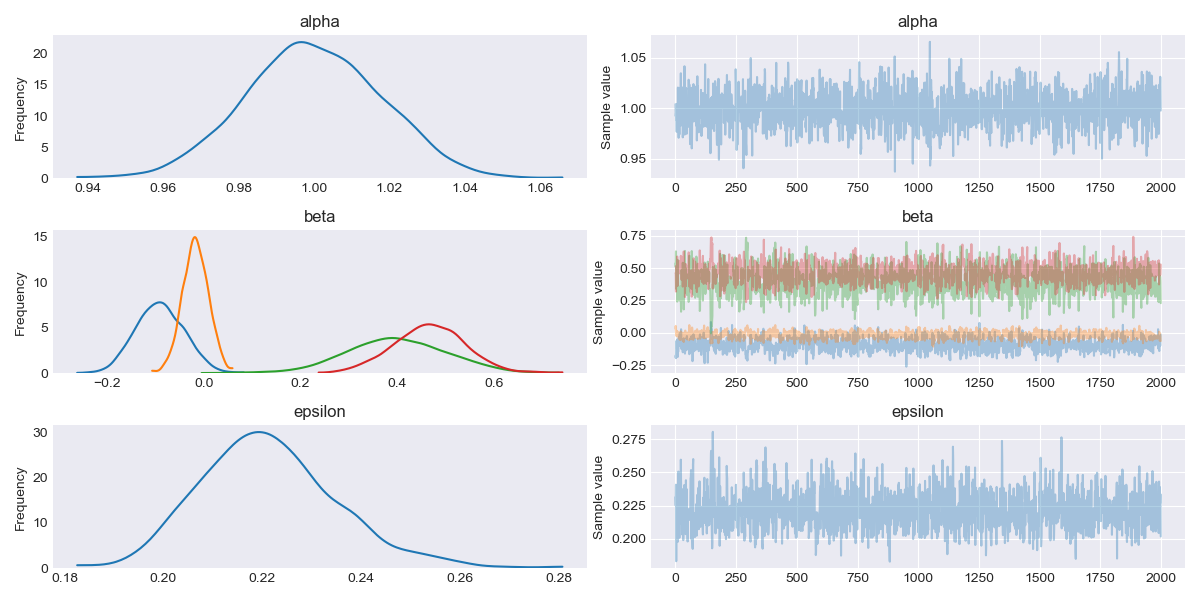 alpha
Frequency
20
15
10
5
0
0.94 0.96 0.98 1.00 1.02 1.04 1.06
alpha
Sample value
1.05
1.00
0.95
0 250 500 750 1000 1250 1500 1750 2000
beta
Frequency
15
10
5
0
−0.2 0.0 0.2 0.4 0.6
beta
Sample value
0.75
0.50
0.25
0.00
−0.25
0 250 500 750 1000 1250 1500 1750 2000
epsilon
Frequency
30
20
10
0
0.18 0.20 0.22 0.24 0.26 0.28
epsilon
Sample value
0.275
0.250
0.225
0.200
0 250 500 750 1000 1250 1500 1750 2000